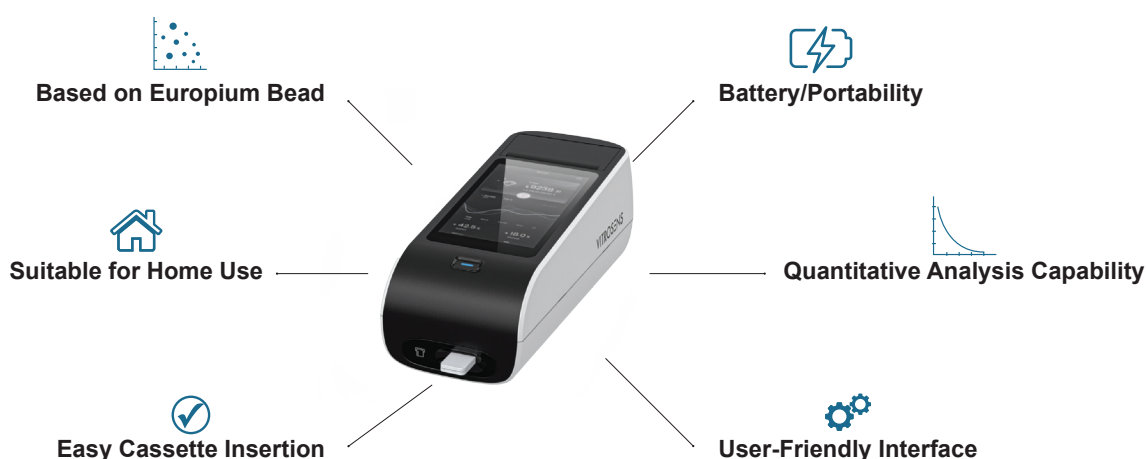 Based on Europium Bead
Battery/Portability
VITROSENS
Suitable for Home Use
Quantitative Analysis Capability
Easy Cassette Insertion
User-Friendly Interface